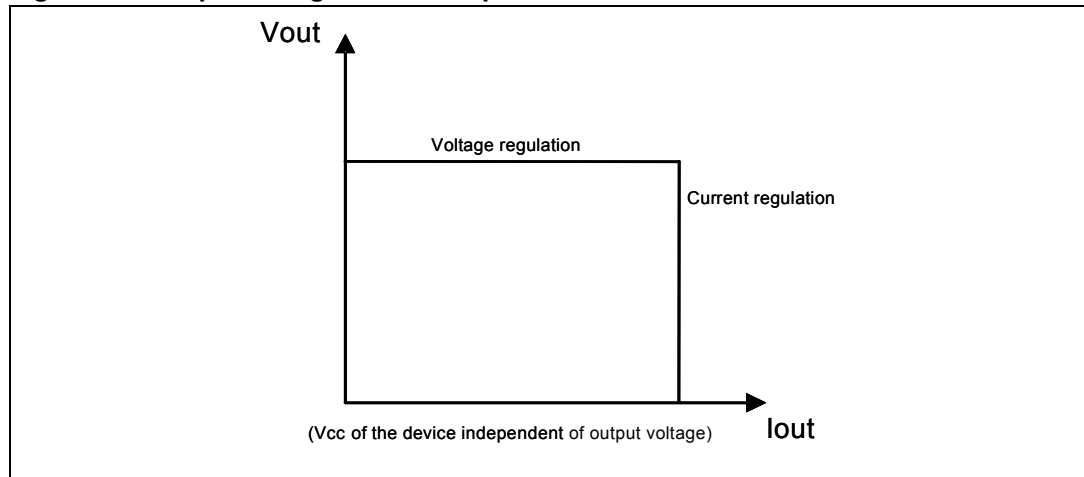 Vout
Voltage regulation
Current regulation
(Vcc of the device independent of output voltage)
Iout